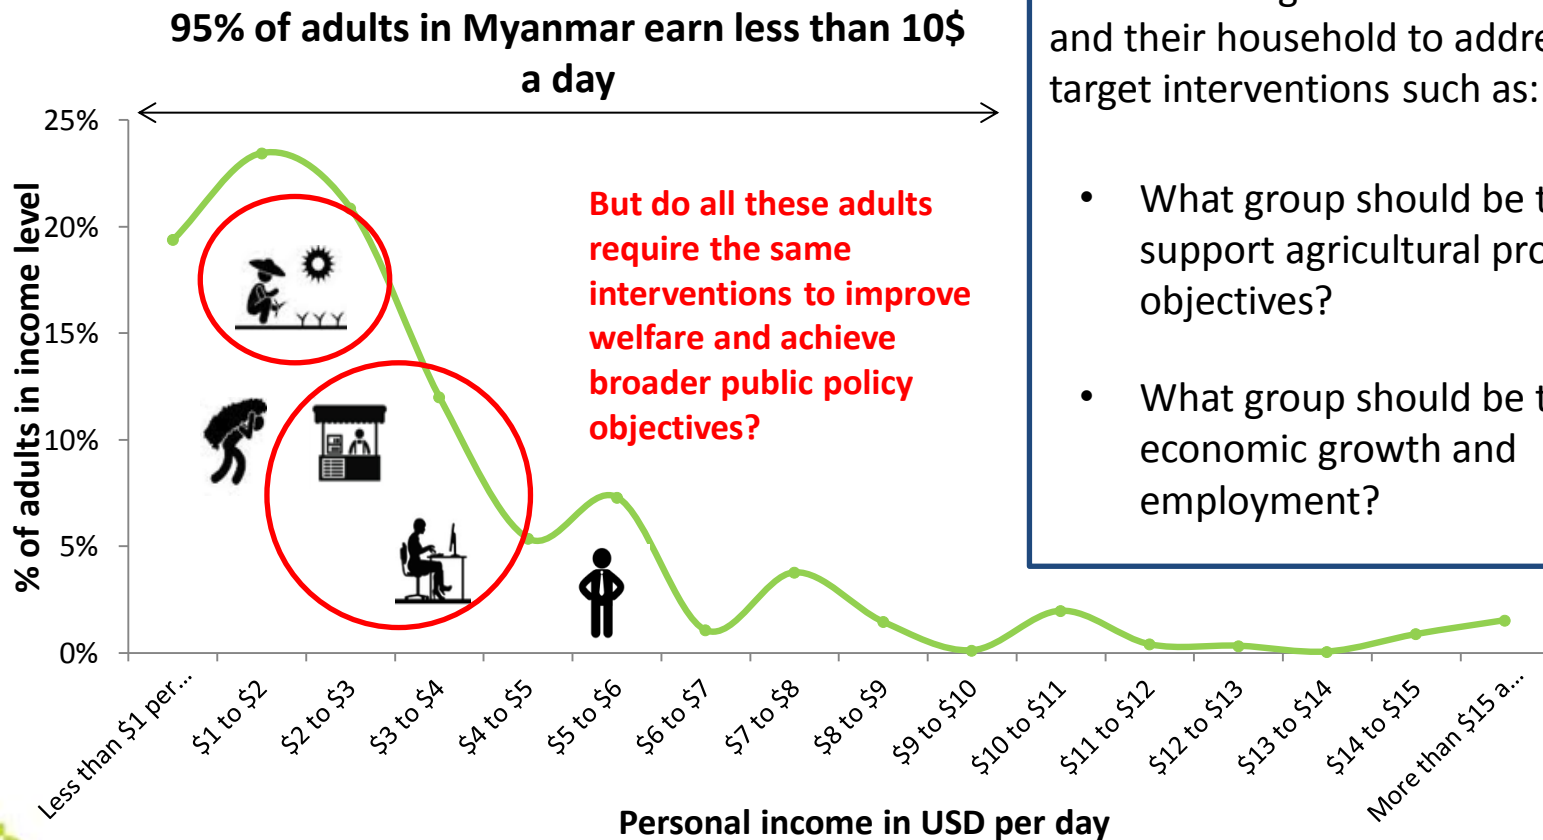 95% of adults in Myanmar earn less than 10$
a day
25%
20%
15%
10%
5%
0%
% of adults in income level
But do all these adults
require the same
interventions to improve
welfare and achieve
broader public policy
objectives?
Less than $1 per...
$1 to $2
$2 to $3
$3 to $4
$4 to $5
$5 to $6
$6 to $7
$7 to $8
$8 to $9
$9 to $10
$10 to $11
$11 to $12
$12 to $13
$13 to $14
$14 to $15
More than $15 a...
Personal income in USD per day
and their household to addre
target interventions such as:
• What group should be t
support agricultural pro
objectives?
• What group should be t
economic growth and
employment?